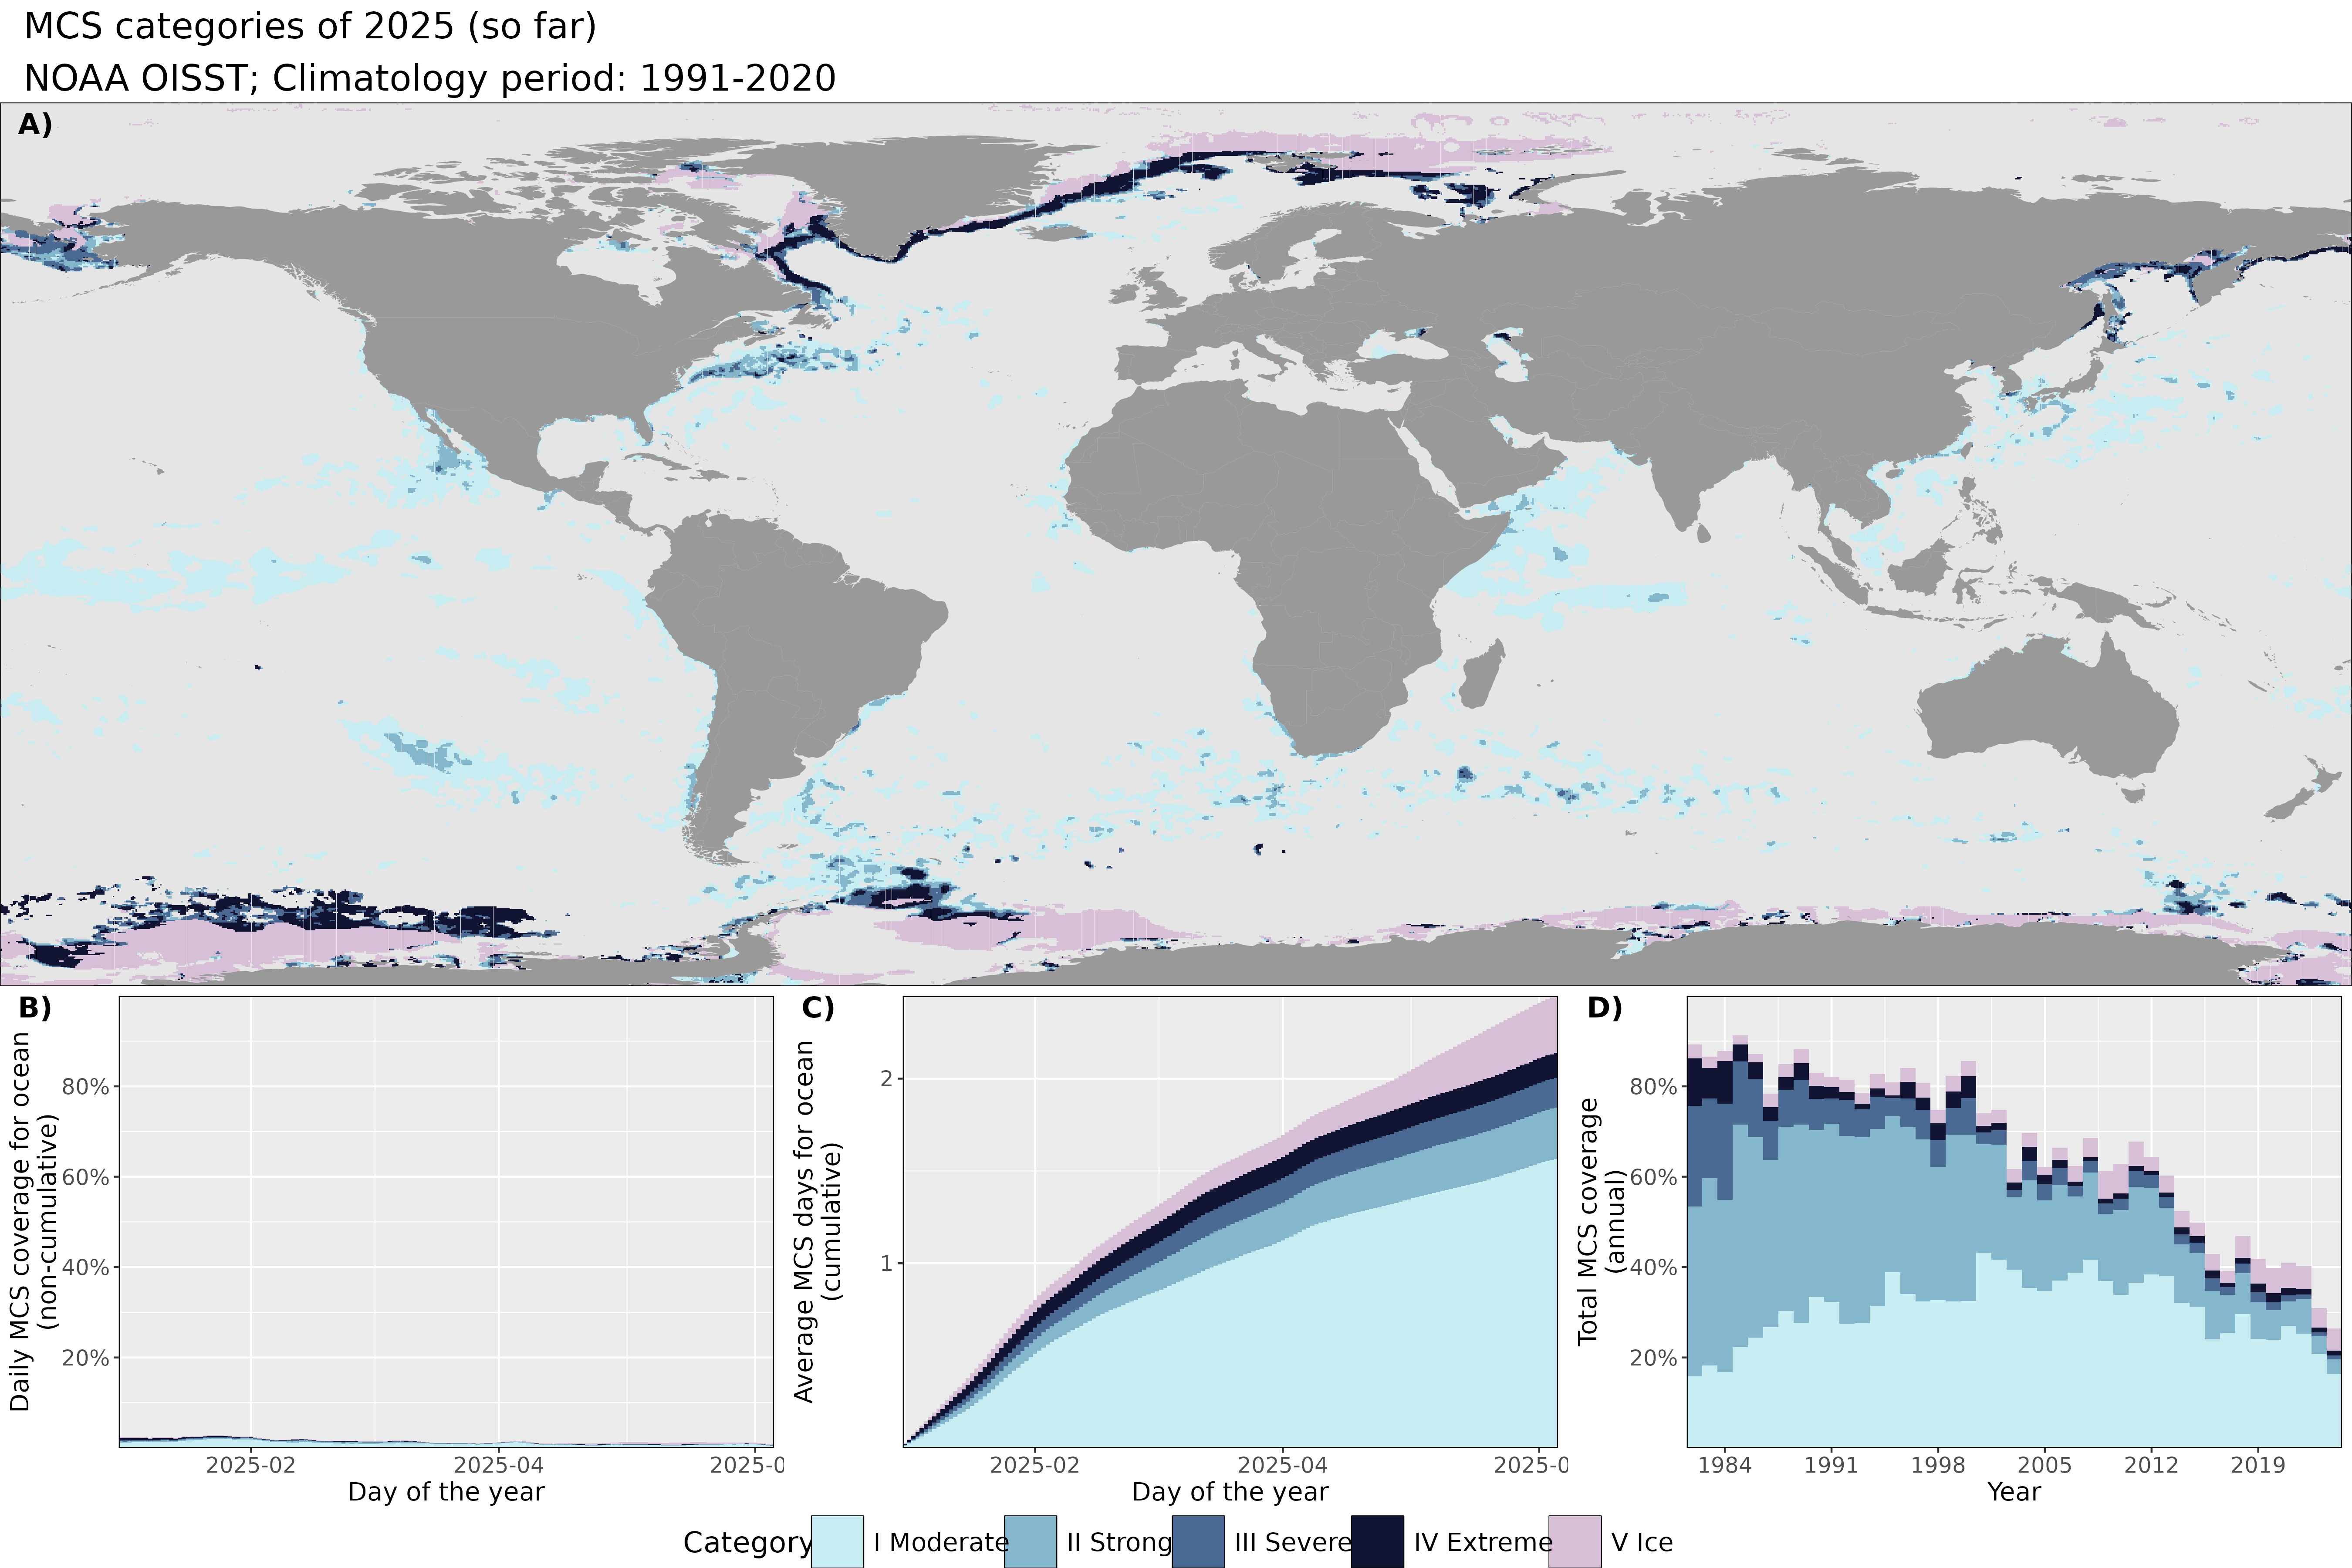 MCS categories of 2025 (so far)
NOAA OISST; Climatology period: 1991-2020
A)
B)
Daily MCS coverage for ocean
(non-cumulative)
80%
60%
40%
20%
2025-02
2025-04
2025-0
Day of the year
C)
Average MCS days for ocean
(cumulative)
2
1
2025-02
2025-04
2025-0
Day of the year
D)
Total MCS coverage
(annual)
80%
60%
40%
20%
1984
1991
1998
2005
2012
2019
Year
Category
I Moderate
II Strong
III Severe
IV Extreme
V Ice